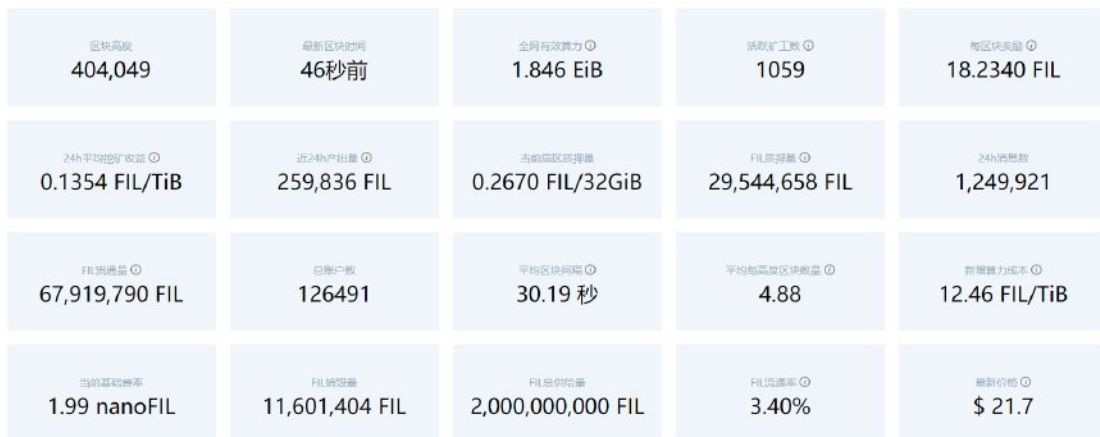 区块高度
404,049
最新区块时间
46秒前
全网有效算力
1.846 EiB
活跃矿工数
1059
每区块奖励
18.2340 FIL
24h平均挖矿收益
0.1354 FIL/TiB
近24h产出量
259,836 FIL
当前扇区质押量
0.2670 FIL/32GiB
FIL质押量
29,544,658 FIL
24h消息数
1,249,921
FIL流通量
67,919,790 FIL
总账户数
126491
平均区块间隔
30.19 秒
平均每高度区块数量
4.88
新增算力成本
12.46 FIL/TiB
当前基础费率
1.99 nanoFIL
FIL销毁量
11,601,404 FIL
FIL总供给量
2,000,000,000 FIL
FIL流通率
3.40%
最新价格
$ 21.7